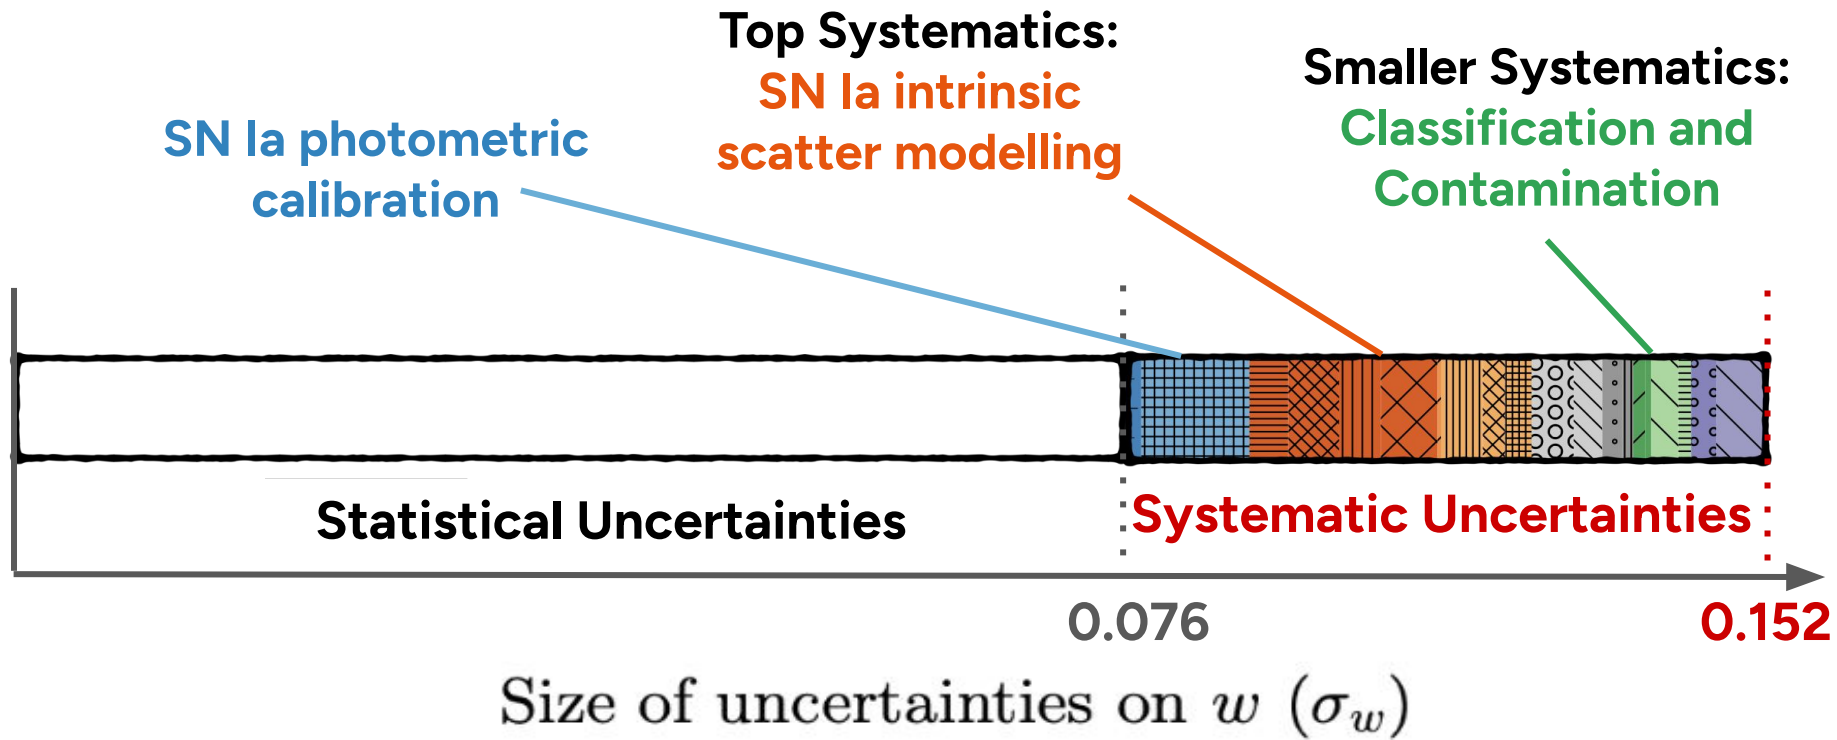 Top Systematics:
SN Ia intrinsic
scatter modelling
Smaller Systematics:
Classification and
Contamination
SN Ia photometric
calibration
Statistical Uncertainties
Systematic Uncertainties
0.076
0.152
Size of uncertainties on w (σ_w)